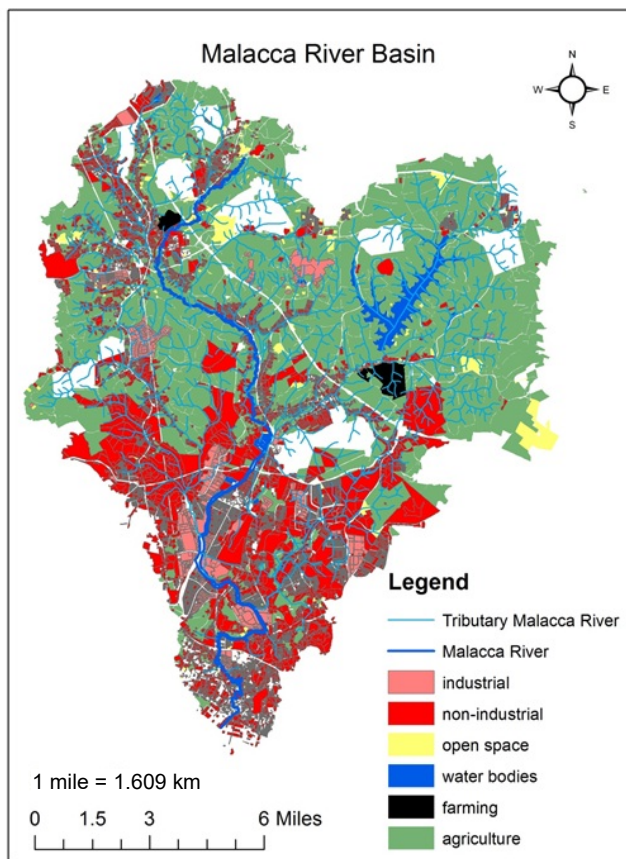 Malacca River Basin
N
W E
S
Legend
Tributary Malacca River
Malacca River
industrial
non-industrial
open space
water bodies
farming
agriculture
1 mile = 1.609 km
0 1.5 3 6 Miles